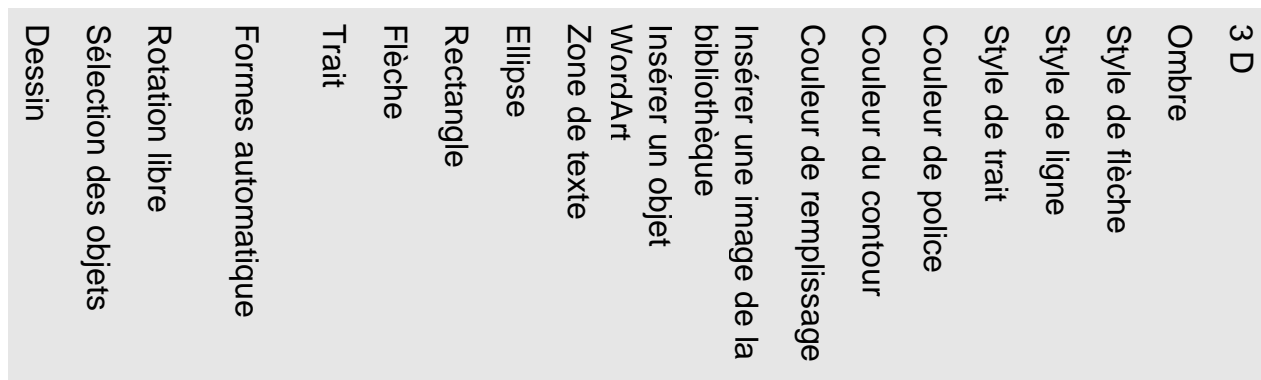 3 D
Ombre
Style de flèche
Style de ligne
Style de trait
Couleur de police
Couleur du contour
Couleur de remplissage
Insérer une image de la
bibliothèque
Insérer un objet
WordArt
Zone de texte
Ellipse
Rectangle
Flèche
Trait
Formes automatique
Rotation libre
Sélection des objets
Dessin